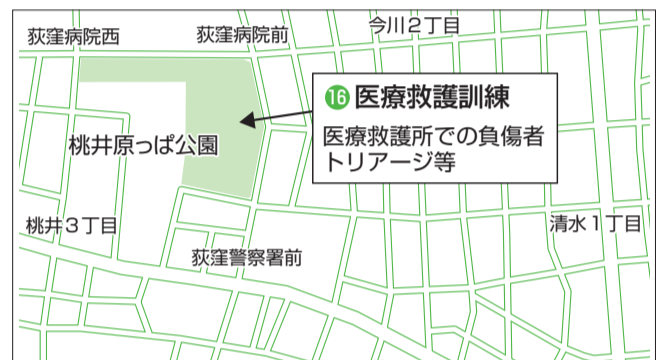 今川2丁目
荻窪病院西
荻窪病院前
⑯医療救護訓練
医療救護所での負傷者
トリアージ等
桃井原っぱ公園
桃井3丁目
清水1丁目
荻窪警察署前